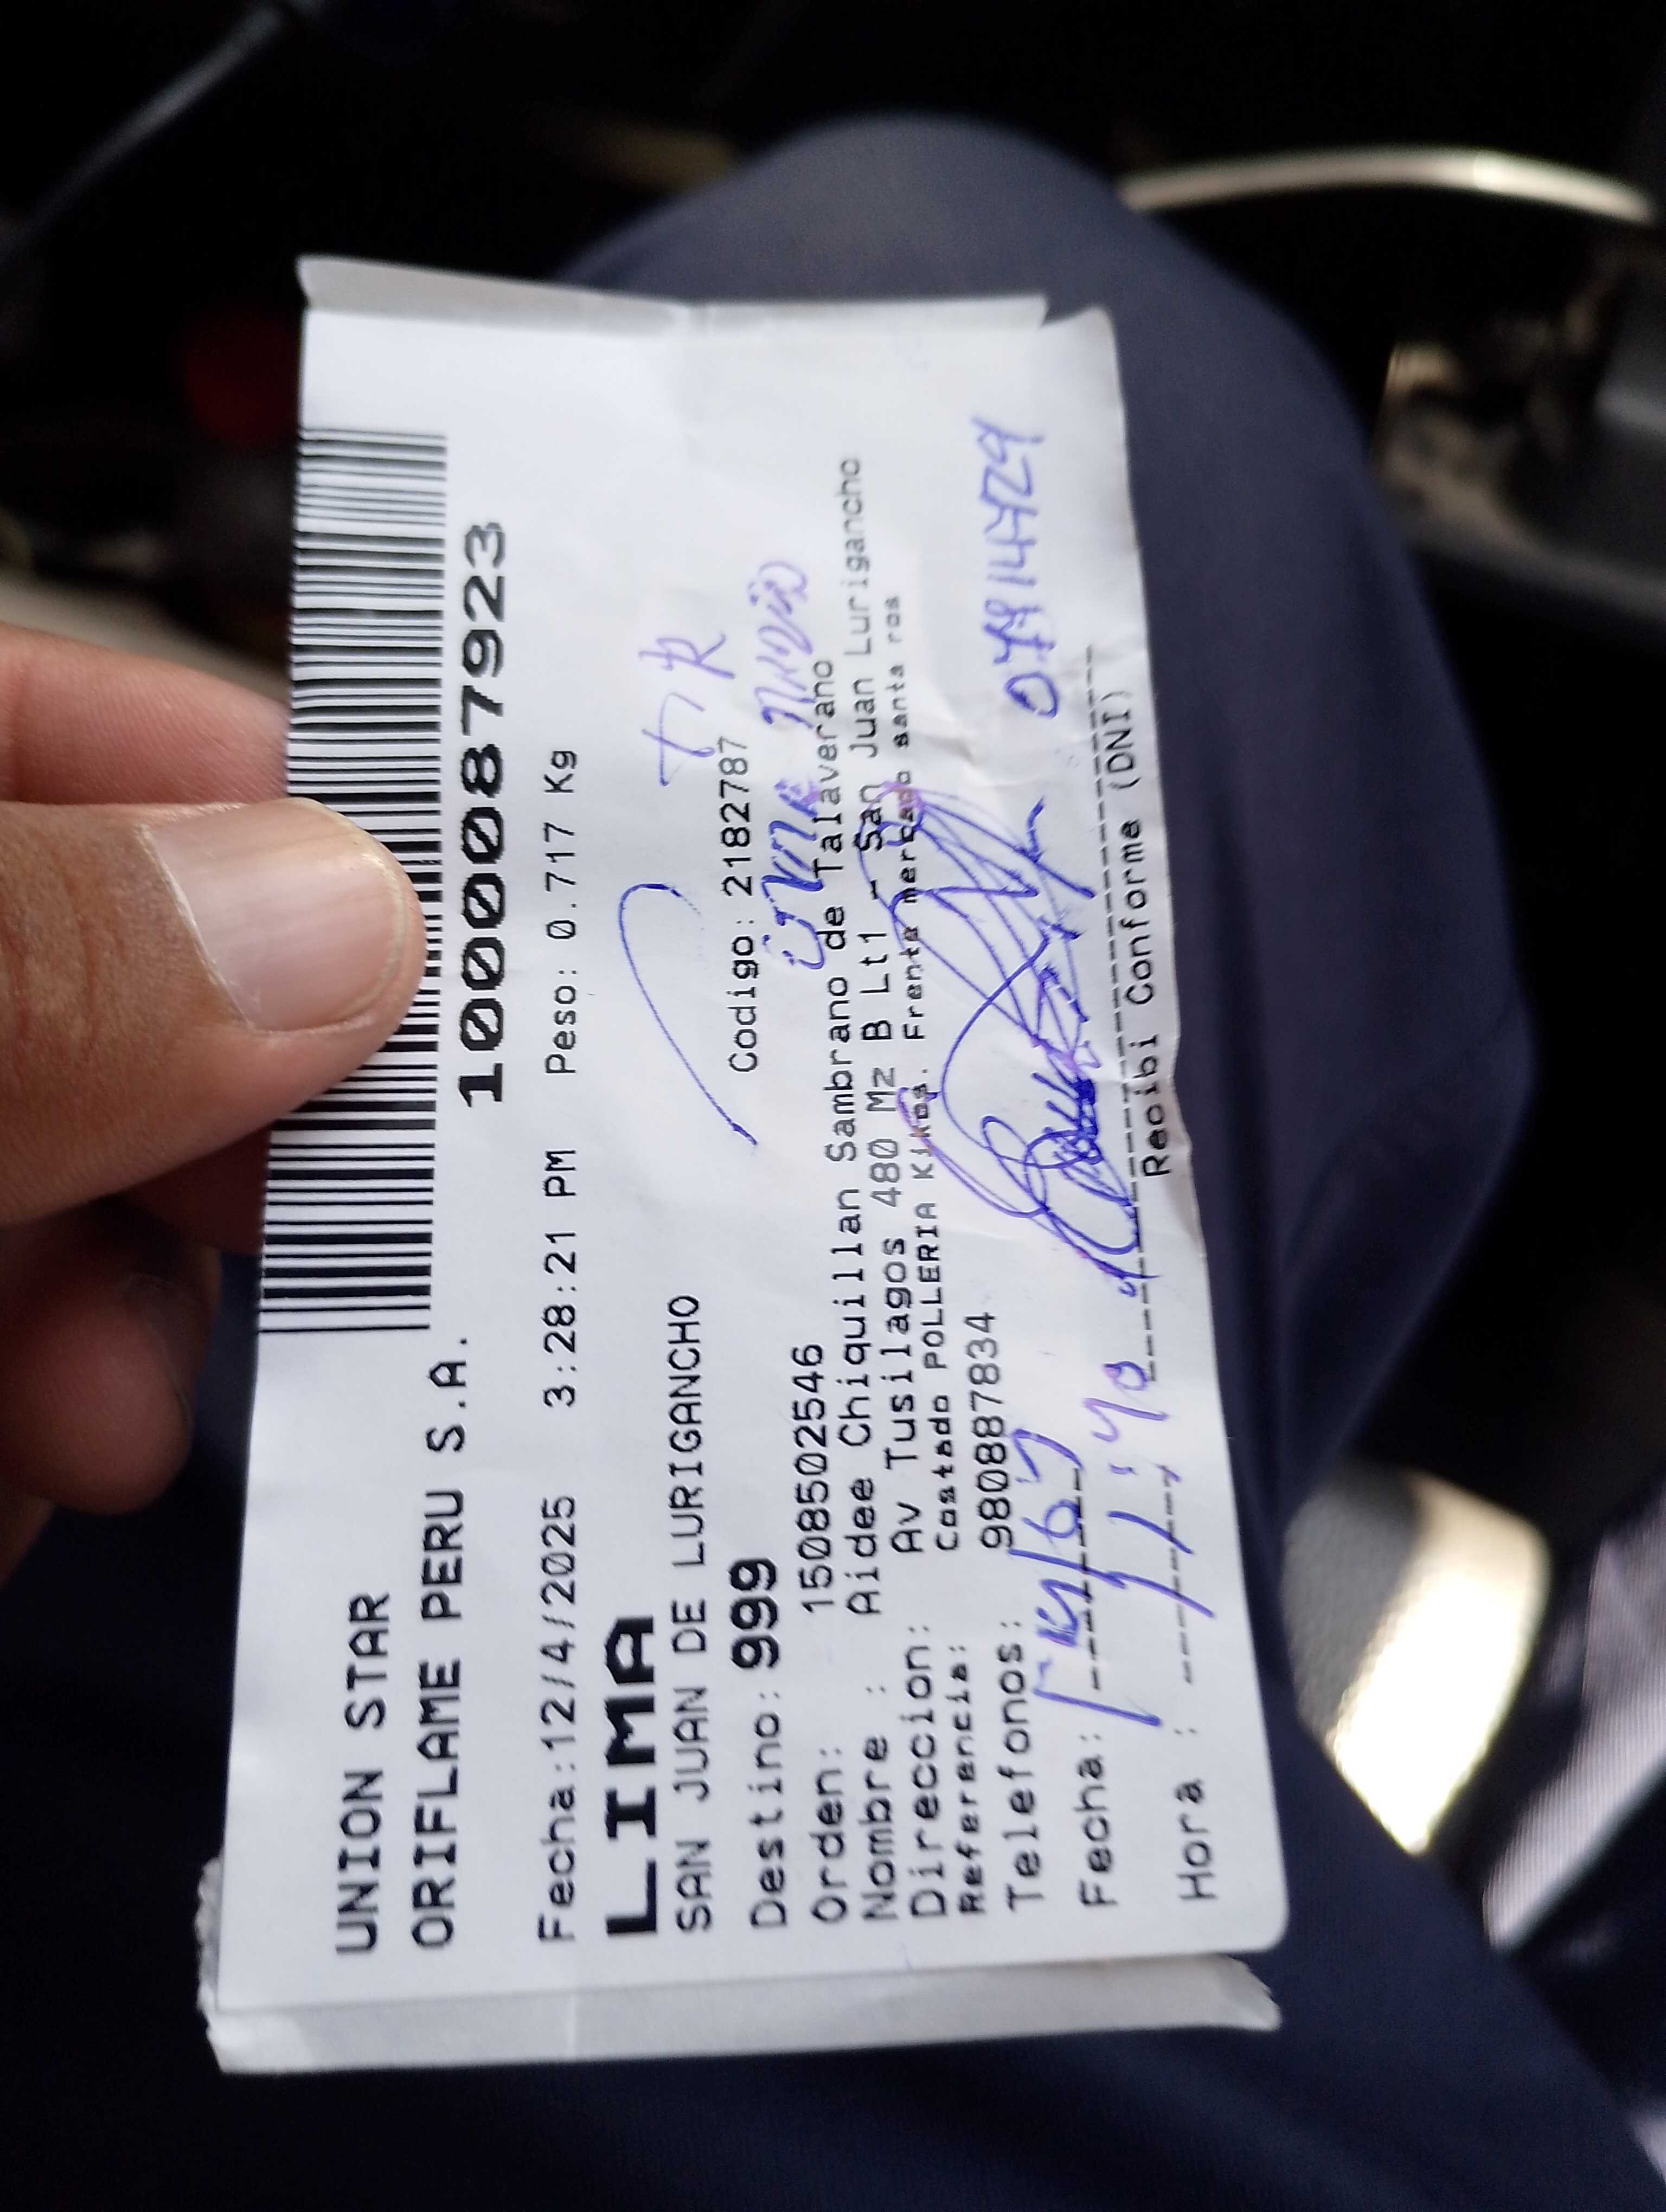 UNION STAR
ORIFLAME PERU S.A.
1000087923
Fecha:12/4/2025 3:28:21 PM Peso: 0.717 Kg
LIMA
SAN JUAN DE LURIGANCHO
Destino: 999 Codigo: 2182787
Orden: 1508502546
Nombre : Aidee Chiquillan Sambrano de Talaverano
Direccion: Av Tusilagos 480 Mz B Lt1 - San Juan Lurigancho
Referencia: Costado POLLERIA Kikos. Frente mercado santa ros
Telefonos: 980887834
Fecha:
Hora :
Recibi Conforme (DNI)